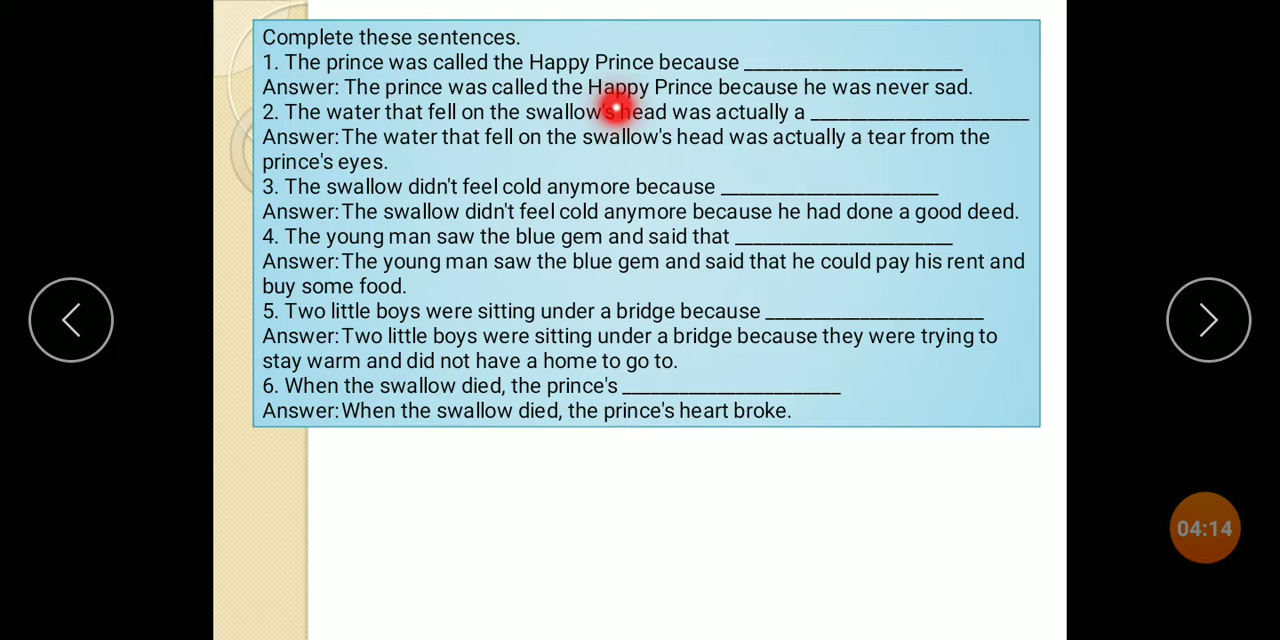 Complete these sentences.
1. The prince was called the Happy Prince because ______________________
Answer: The prince was called the Happy Prince because he was never sad.
2. The water that fell on the swallow's head was actually a ______________________
Answer: The water that fell on the swallow's head was actually a tear from the
prince's eyes.
3. The swallow didn't feel cold anymore because ______________________
Answer: The swallow didn't feel cold anymore because he had done a good deed.
4. The young man saw the blue gem and said that ______________________
Answer: The young man saw the blue gem and said that he could pay his rent and
buy some food.
5. Two little boys were sitting under a bridge because ______________________
Answer: Two little boys were sitting under a bridge because they were trying to
stay warm and did not have a home to go to.
6. When the swallow died, the prince's ______________________
Answer: When the swallow died, the prince's heart broke.
04:14